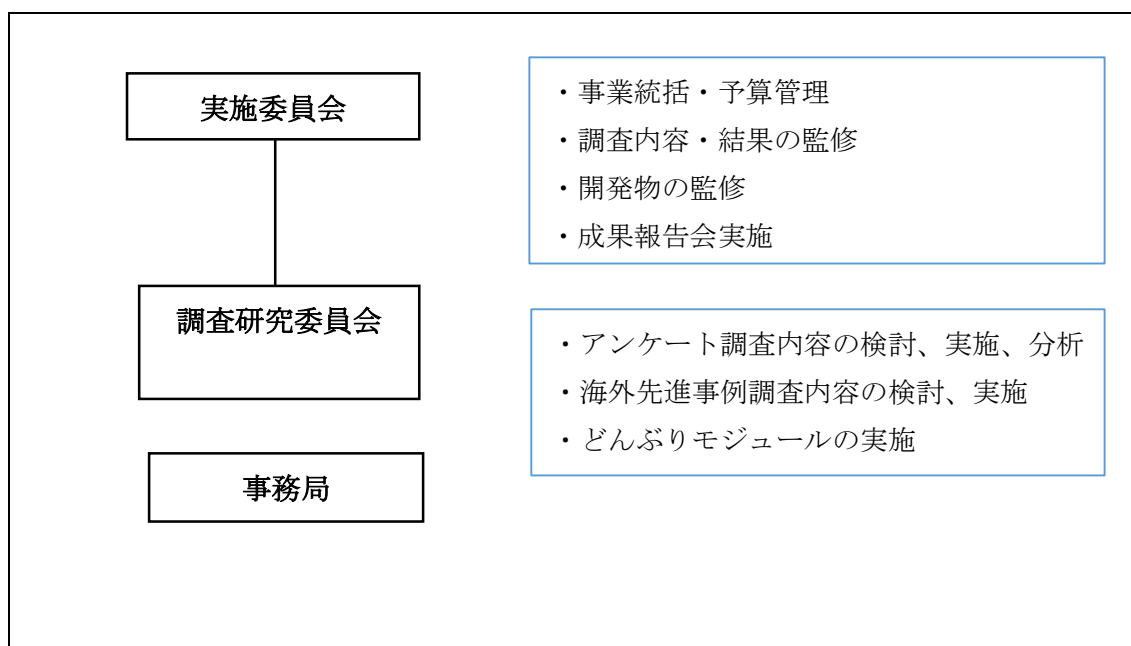 実施委員会
・事業統括・予算管理
・調査内容・結果の監修
・開発物の監修
・成果報告会実施
調査研究委員会
・アンケート調査内容の検討、実施、分析
・海外先進事例調査内容の検討、実施
・どんぶりモジュールの実施
事務局